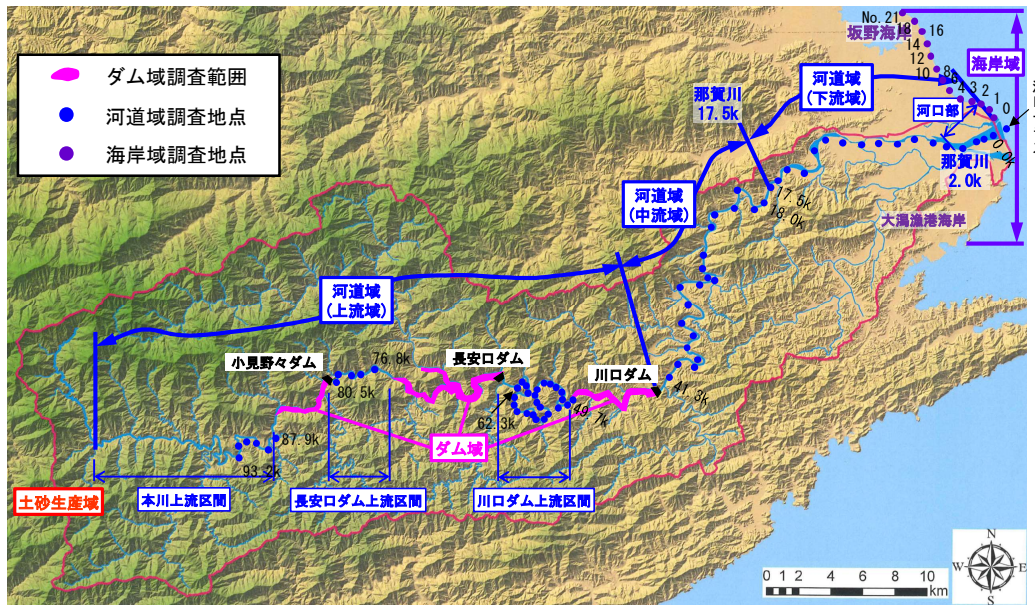 ダム域調査範囲
河道域調査地点
海岸域調査地点
No. 21
18
16
坂野海岸
14
12
10
8
6
4
3
2
1
0
海岸域
河道域
(下流域)
河口部
那賀川
17.5k
0.0k
那賀川
2.0k
17.5k
18.0k
河道域
(中流域)
大潟漁港海岸
河道域
(上流域)
小見野々ダム
76.8k
長安口ダム
川口ダム
80.5k
41.3k
62.3k
49.7k
ダム域
87.9k
93.2k
土砂生産域
本川上流区間
長安口ダム上流区間
川口ダム上流区間
N
W
E
S
0 1 2 4 6 8 10
km